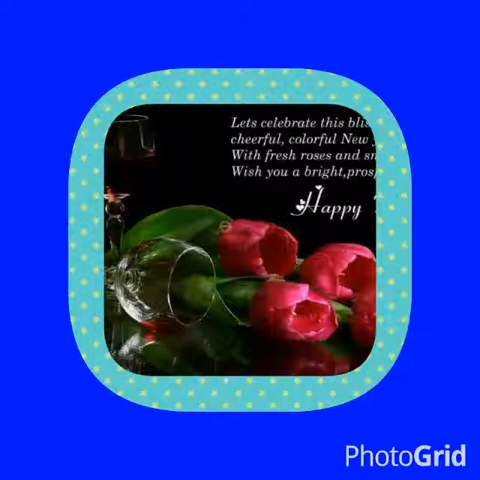 Lets celebrate this
cheerful, colorful New
With fresh roses and
Wish you a bright,
Happy
PhotoGrid